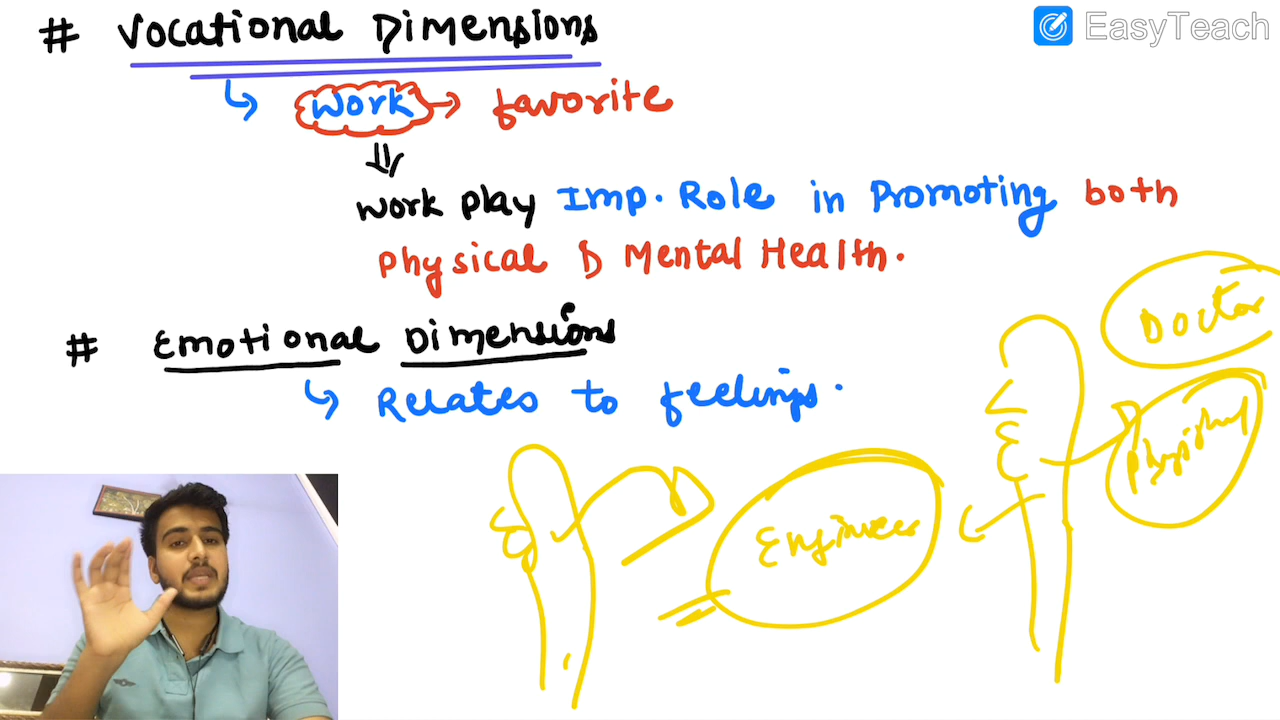 EasyTeach
# Vocational Dimensions
↳ Work → favorite
⇓
Work play Imp. Role in Promoting both
Physical & Mental Health.
# Emotional Dimensions
↳ Relates to feelings.
Doctor
Engineer